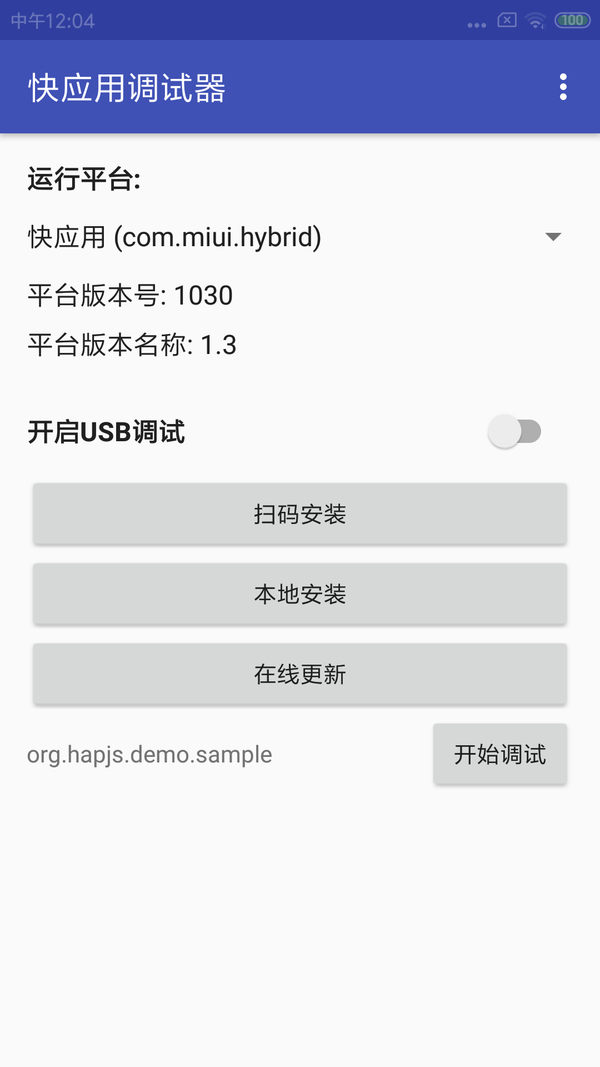 中午12:04
100
快应用调试器
运行平台:
快应用 (com.miui.hybrid)
平台版本号: 1030
平台版本名称: 1.3
开启USB调试
扫码安装
本地安装
在线更新
org.hapjs.demo.sample
开始调试